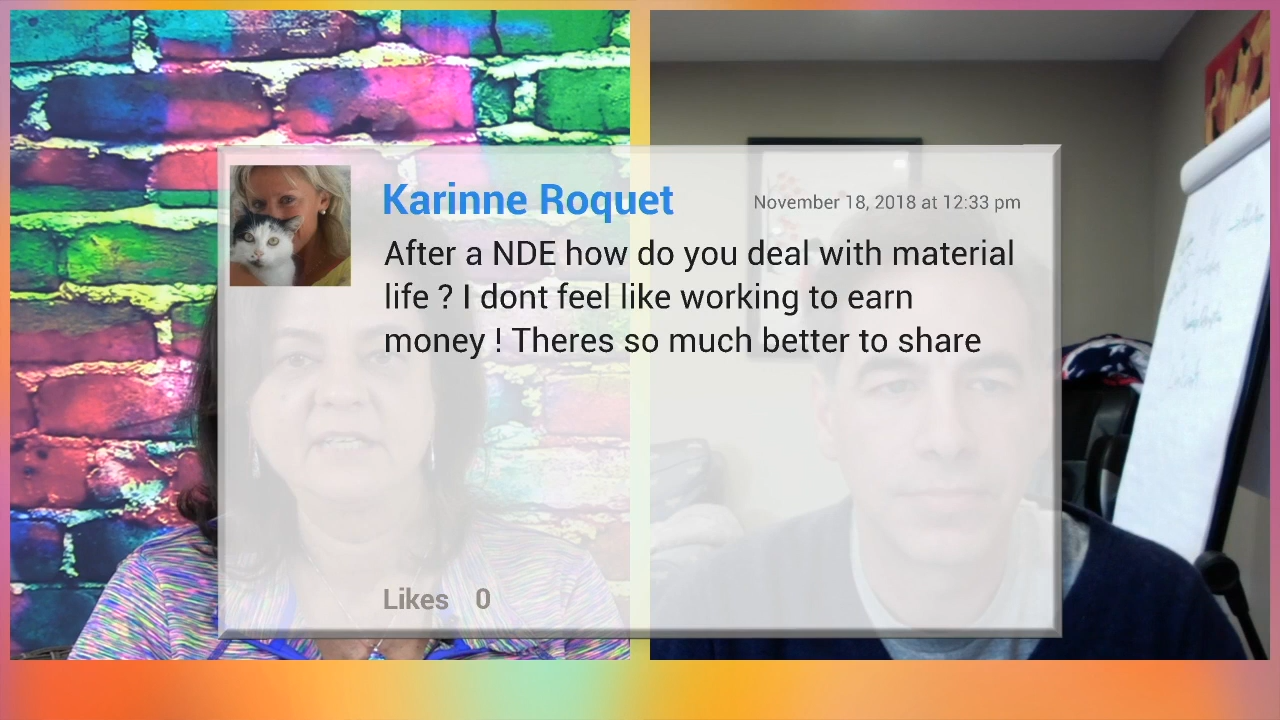 Karinne Roquet
November 18, 2018 at 12:33 pm
After a NDE how do you deal with material
life ? I dont feel like working to earn
money ! Theres so much better to share
Likes 0